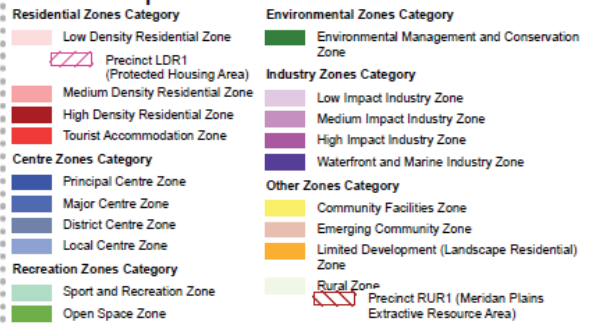 Residential Zones Category
Low Density Residential Zone
Precinct LDR1
(Protected Housing Area)
Medium Density Residential Zone
High Density Residential Zone
Tourist Accommodation Zone
Centre Zones Category
Principal Centre Zone
Major Centre Zone
District Centre Zone
Local Centre Zone
Recreation Zones Category
Sport and Recreation Zone
Open Space Zone
Environmental Zones Category
Environmental Management and Conservation
Zone
Industry Zones Category
Low Impact Industry Zone
Medium Impact Industry Zone
High Impact Industry Zone
Waterfront and Marine Industry Zone
Other Zones Category
Community Facilities Zone
Emerging Community Zone
Limited Development (Landscape Residential)
Zone
Rural Zone
Precinct RUR1 (Meridan Plains
Extractive Resource Area)